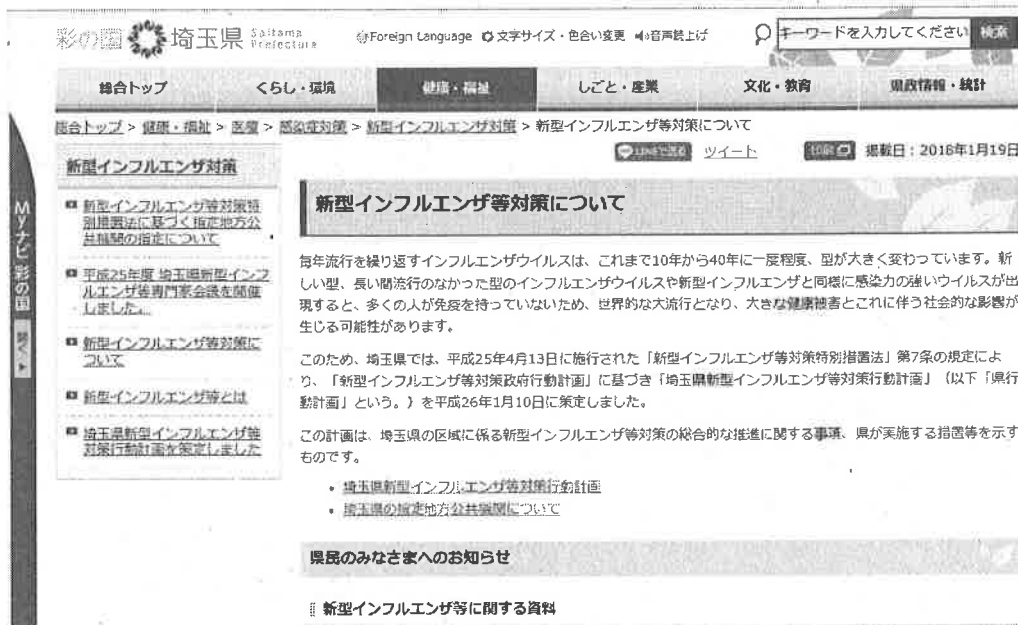 彩の国 埼玉県 Saitama Prefecture
Foreign Language 文字サイズ・色合い変更 音声読上げ
キーワードを入力してください 検索
総合トップ くらし・環境 健康・福祉 しごと・産業 文化・教育 県政情報・統計
総合トップ > 健康・福祉 > 医療 > 感染症対策 > 新型インフルエンザ対策 > 新型インフルエンザ等対策について
LINEで送る ツイート 印刷 掲載日:2018年1月19日
Myナビ彩の国 開く
新型インフルエンザ対策
新型インフルエンザ等対策特
別措置法に基づく指定地方公
共機関の指定について
平成25年度 埼玉県新型インフ
ルエンザ等専門家会議を開催
しました。
新型インフルエンザ等対策に
ついて
新型インフルエンザ等とは
埼玉県新型インフルエンザ等
対策行動計画を策定しました
新型インフルエンザ等対策について
毎年流行を繰り返すインフルエンザウイルスは、これまで10年から40年に一度程度、型が大きく変わっています。新
しい型、長い間流行のなかった型のインフルエンザウイルスや新型インフルエンザと同様に感染力の強いウイルスが出
現すると、多くの人が免疫を持っていないため、世界的な大流行となり、大きな健康被害とこれに伴う社会的な影響が
生じる可能性があります。
このため、埼玉県では、平成25年4月13日に施行された「新型インフルエンザ等対策特別措置法」第7条の規定によ
り、「新型インフルエンザ等対策政府行動計画」に基づき「埼玉県新型インフルエンザ等対策行動計画」(以下「県行
動計画」という。)を平成26年1月10日に策定しました。
この計画は、埼玉県の区域に係る新型インフルエンザ等対策の総合的な推進に関する事項、県が実施する措置等を示す
ものです。
・埼玉県新型インフルエンザ等対策行動計画
・埼玉県の指定地方公共機関について
県民のみなさまへのお知らせ
新型インフルエンザ等に関する資料